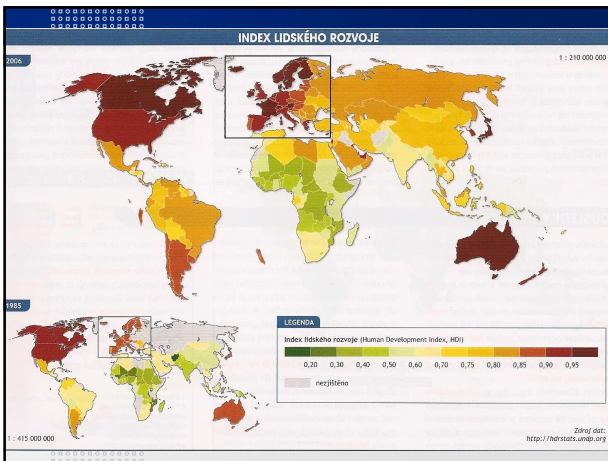 INDEX LIDSKÉHO ROZVOJE
2006
1 : 210 000 000
1985
LEGENDA
Index lidského rozvoje (Human Development Index, HDI)
0,20 0,30 0,40 0,50 0,60 0,70 0,75 0,80 0,85 0,90 0,95
nezjištěno
1 : 415 000 000
Zdroj dat:
http://hdrstats.undp.org